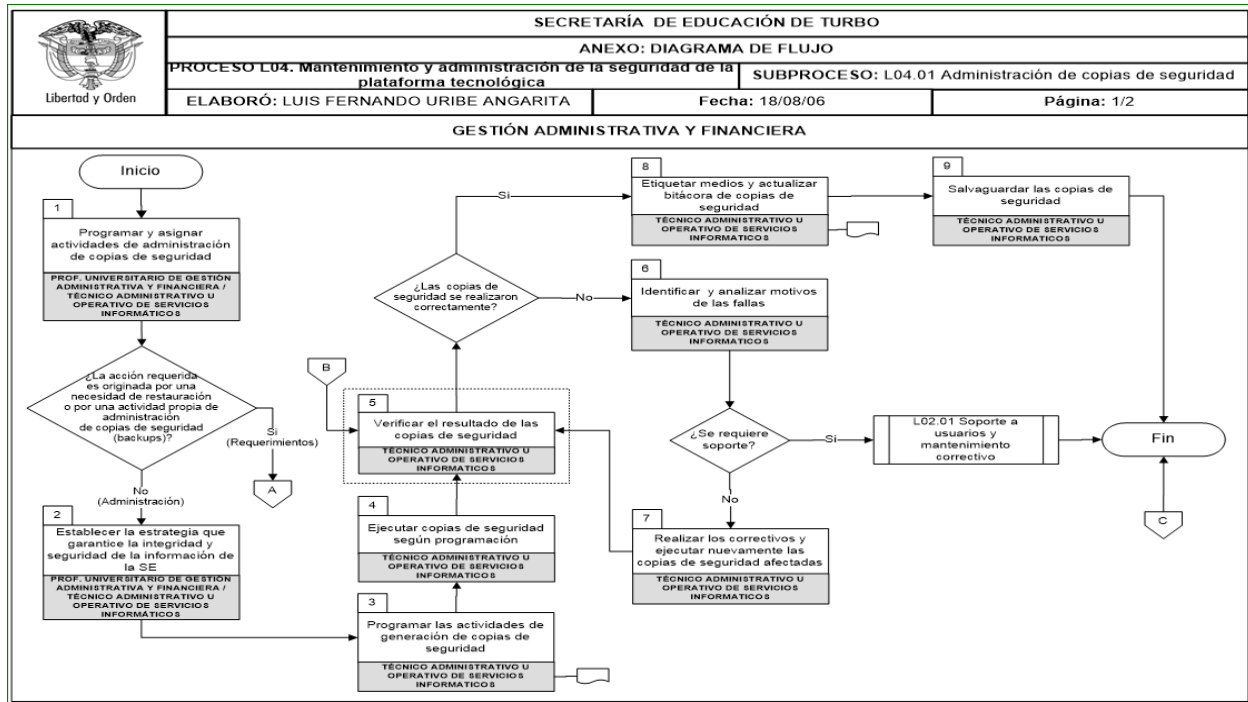 Libertad y Orden
SECRETARÍA DE EDUCACIÓN DE TURBO
ANEXO: DIAGRAMA DE FLUJO
PROCESO L04. Mantenimiento y administración de la seguridad de la
plataforma tecnológica
SUBPROCESO: L04.01 Administración de copias de seguridad
ELABORÓ: LUIS FERNANDO URIBE ANGARITA
Fecha: 18/08/06
Página: 1/2
GESTIÓN ADMINISTRATIVA Y FINANCIERA
Inicio
1
Programar y asignar
actividades de administración
de copias de seguridad
PROF. UNIVERSITARIO DE GESTIÓN
ADMINISTRATIVA Y FINANCIERA /
TÉCNICO ADMINISTRATIVO U
OPERATIVO DE SERVICIOS
INFORMÁTICOS
¿La acción requerida
es originada por una
necesidad de restauración
o por una actividad propia de
administración
de copias de seguridad
(backups)?
Si
(Requerimientos)
A
No
(Administración)
2
Establecer la estrategia que
garantice la integridad y
seguridad de la información de
la SE
PROF. UNIVERSITARIO DE GESTIÓN
ADMINISTRATIVA Y FINANCIERA /
TÉCNICO ADMINISTRATIVO U
OPERATIVO DE SERVICIOS
INFORMÁTICOS
3
Programar las actividades de
generación de copias de
seguridad
TÉCNICO ADMINISTRATIVO U
OPERATIVO DE SERVICIOS
INFORMATICOS
4
Ejecutar copias de seguridad
según programación
TÉCNICO ADMINISTRATIVO U
OPERATIVO DE SERVICIOS
INFORMATICOS
B
5
Verificar el resultado de las
copias de seguridad
TÉCNICO ADMINISTRATIVO U
OPERATIVO DE SERVICIOS
INFORMATICOS
¿Las copias de
seguridad se realizaron
correctamente?
Si
No
8
Etiquetar medios y actualizar
bitácora de copias de
seguridad
TÉCNICO ADMINISTRATIVO U
OPERATIVO DE SERVICIOS
INFORMATICOS
9
Salvaguardar las copias de
seguridad
TÉCNICO ADMINISTRATIVO U
OPERATIVO DE SERVICIOS
INFORMATICOS
6
Identificar y analizar motivos
de las fallas
TÉCNICO ADMINISTRATIVO U
OPERATIVO DE SERVICIOS
INFORMATICOS
¿Se requiere
soporte?
Si
No
L02.01 Soporte a
usuarios y
mantenimiento
correctivo
Fin
C
7
Realizar los correctivos y
ejecutar nuevamente las
copias de seguridad afectadas
TÉCNICO ADMINISTRATIVO U
OPERATIVO DE SERVICIOS
INFORMATICOS